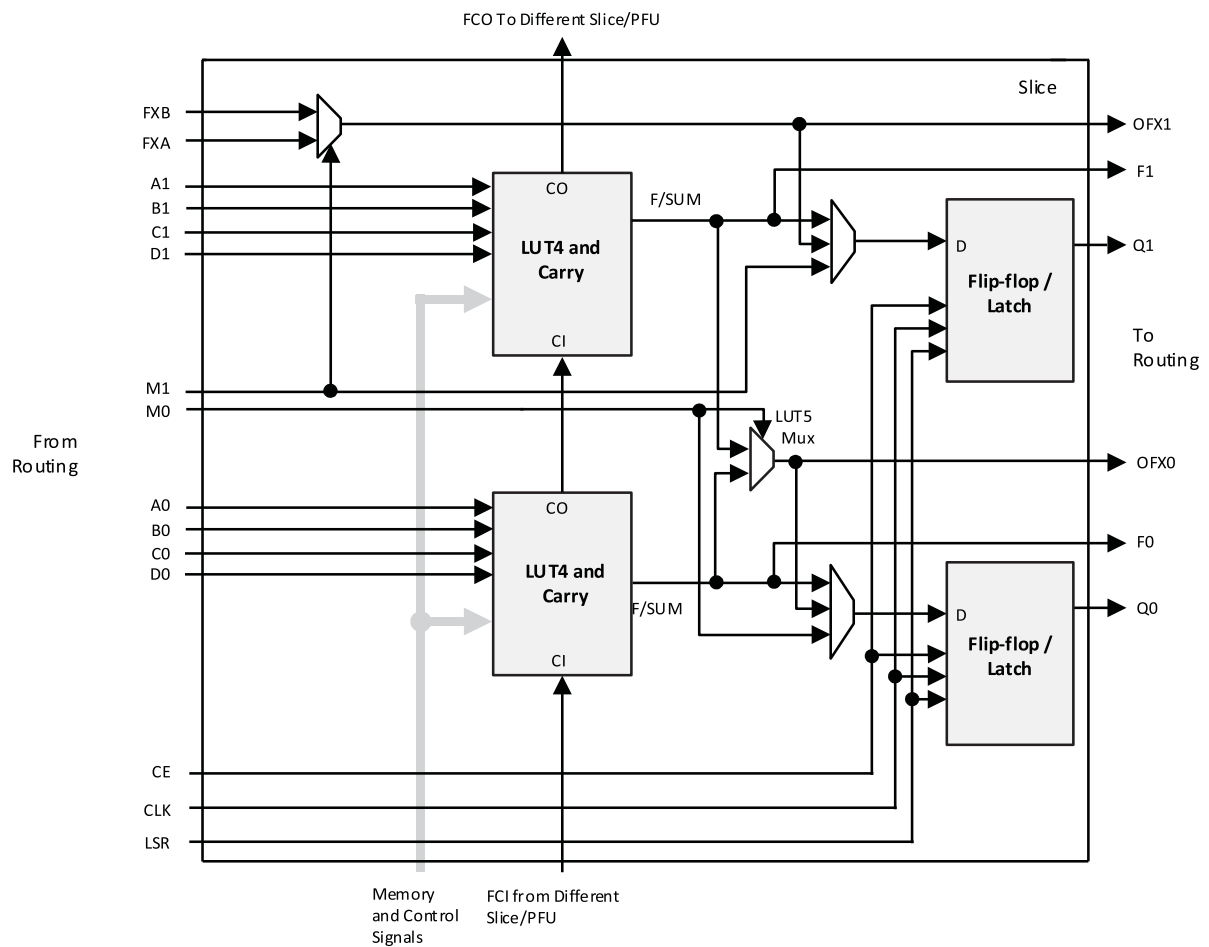 FCO To Different Slice/PFU
Slice
FXB
FXA
OFX1
F1
A1
B1
C1
D1
CO
F/SUM
LUT4 and
Carry
CI
D
Flip-flop /
Latch
Q1
To
Routing
M1
M0
LUT5
Mux
From
Routing
OFX0
A0
B0
C0
D0
CO
LUT4 and
Carry
F/SUM
CI
F0
D
Flip-flop /
Latch
Q0
CE
CLK
LSR
Memory
and Control
Signals
FCI from Different
Slice/PFU